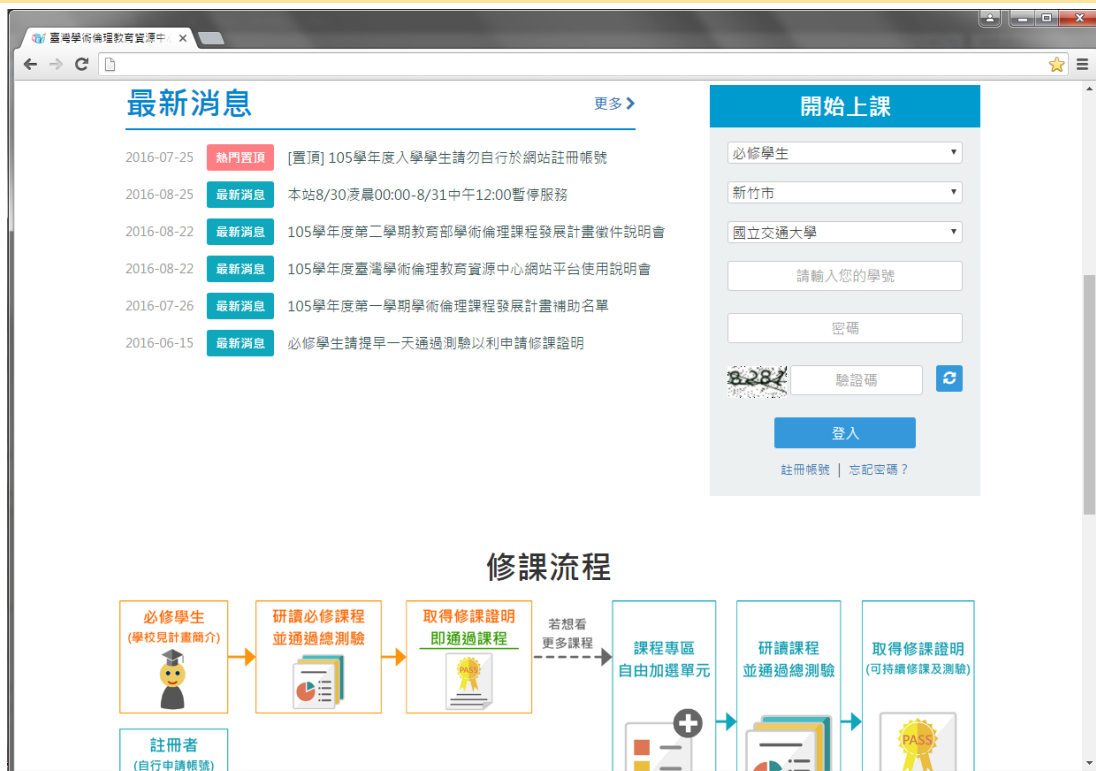 臺灣學術倫理教育資源中
最新消息
更多
2016-07-25 熱門置頂 [置頂] 105學年度入學學生請勿自行於網站註冊帳號
2016-08-25 最新消息 本站8/30凌晨00:00-8/31中午12:00暫停服務
2016-08-22 最新消息 105學年度第二學期教育部學術倫理課程發展計畫徵件說明會
2016-08-22 最新消息 105學年度臺灣學術倫理教育資源中心網站平台使用說明會
2016-07-26 最新消息 105學年度第一學期學術倫理課程發展計畫補助名單
2016-06-15 最新消息 必修學生請提早一天通過測驗以利申請修課證明
開始上課
必修學生
新竹市
國立交通大學
請輸入您的學號
密碼
驗證碼
登入
註冊帳號 | 忘記密碼？
修課流程
必修學生
(學校見計畫簡介)
研讀必修課程
並通過總測驗
取得修課證明
即通過課程
PASS
若想看
更多課程
課程專區
自由加選單元
研讀課程
並通過總測驗
取得修課證明
(可持續修課及測驗)
PASS
註冊者
(自行申請帳號)